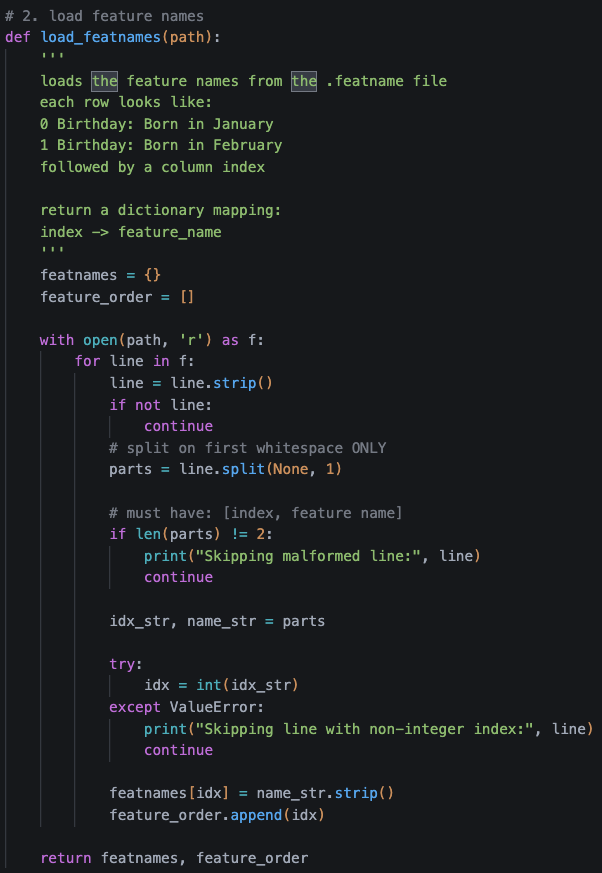 # 2. load feature names
def load_featnames(path):
    '''
    loads the feature names from the .featname file
    each row looks like:
    0 Birthday: Born in January
    1 Birthday: Born in February
    followed by a column index

    return a dictionary mapping:
    index -> feature_name
    '''
    featnames = {}
    feature_order = []

    with open(path, 'r') as f:
        for line in f:
            line = line.strip()
            if not line:
                continue
            # split on first whitespace ONLY
            parts = line.split(None, 1)

            # must have: [index, feature name]
            if len(parts) != 2:
                print("Skipping malformed line:", line)
                continue

            idx_str, name_str = parts

            try:
                idx = int(idx_str)
            except ValueError:
                print("Skipping line with non-integer index:", line)
                continue

            featnames[idx] = name_str.strip()
            feature_order.append(idx)

    return featnames, feature_order